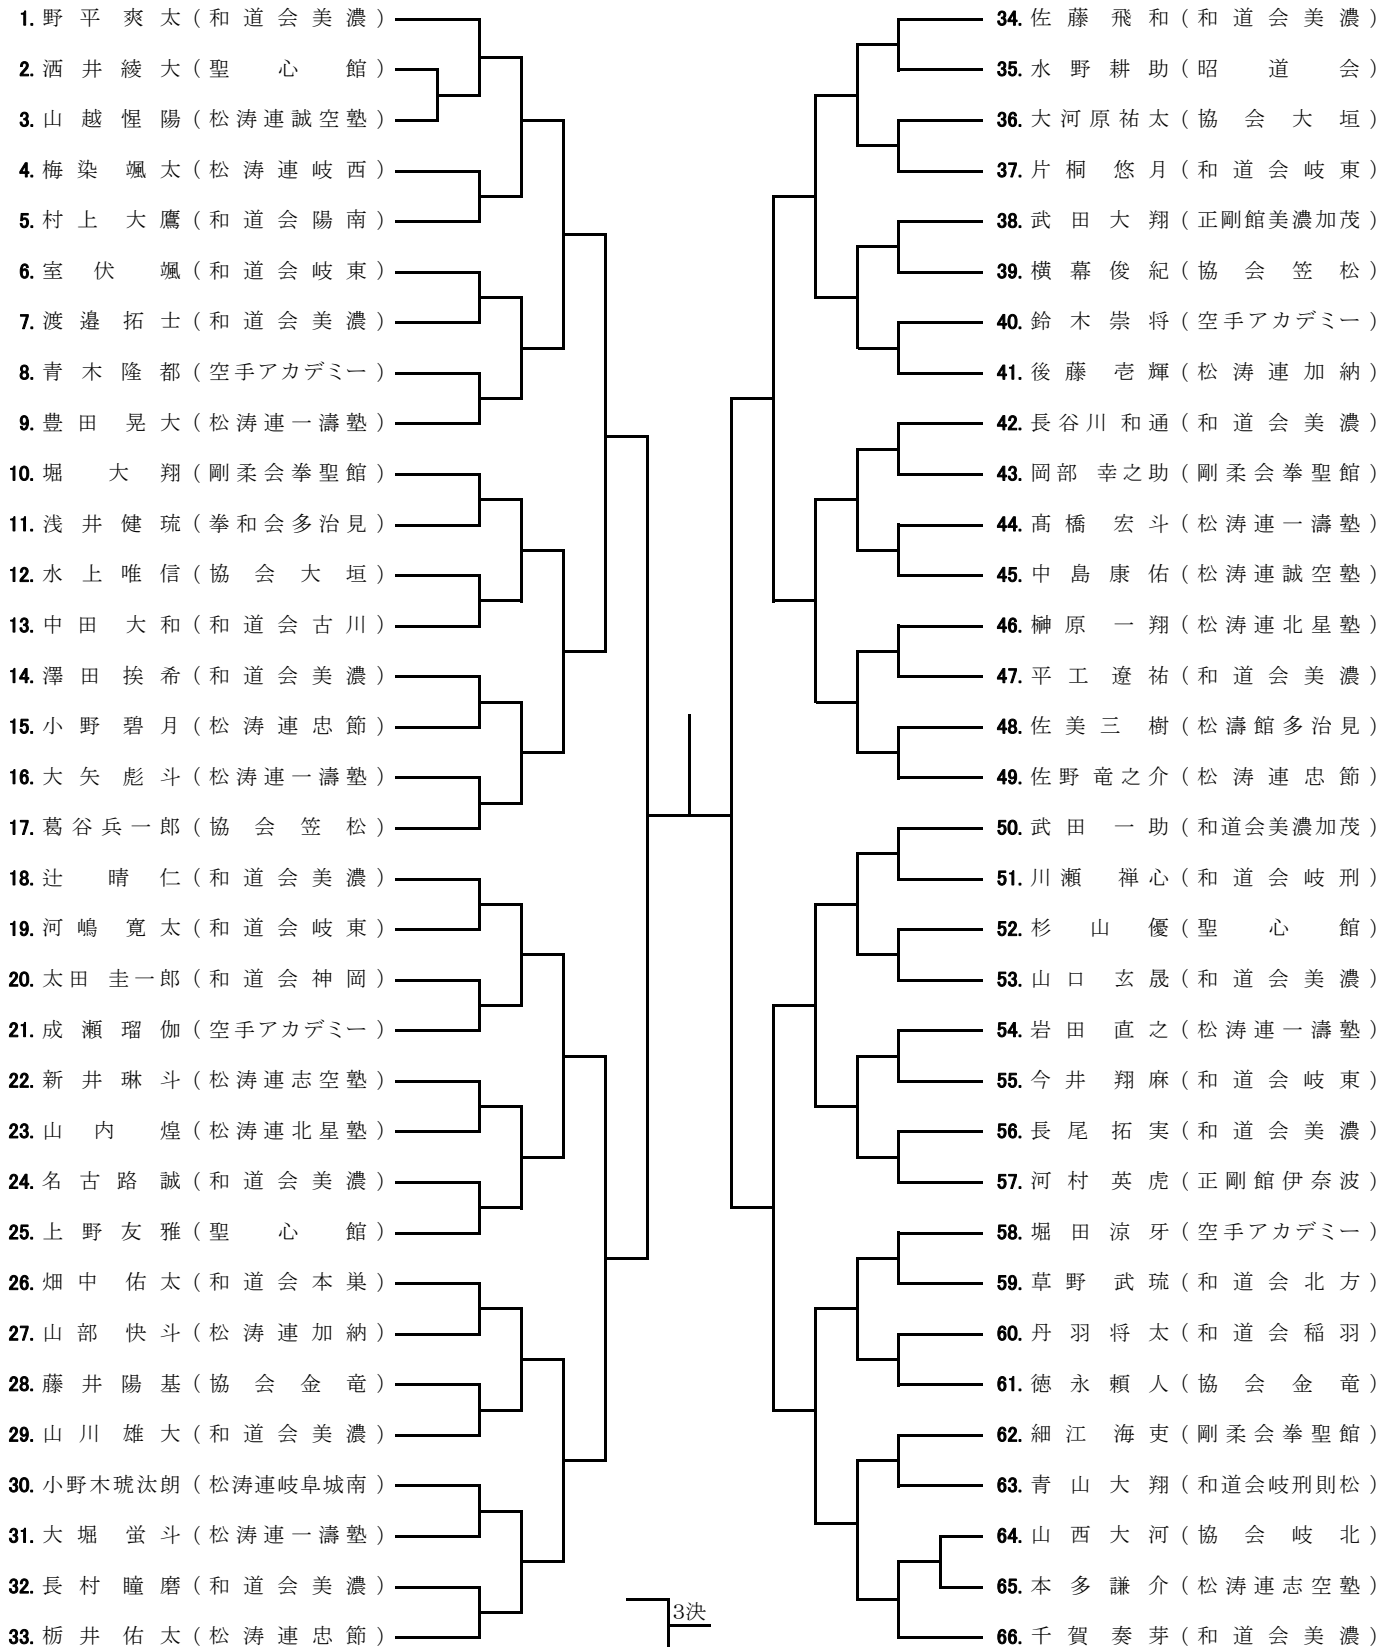 1. 野平爽太（和道会美濃）
2. 酒井綾大（聖心館）
3. 山越惺陽（松涛連誠空塾）
4. 梅染颯太（松涛連岐西）
5. 村上大鷹（和道会陽南）
6. 室伏颯（和道会岐東）
7. 渡邉拓士（和道会美濃）
8. 青木隆都（空手アカデミー）
9. 豊田晃大（松涛連一濤塾）
10. 堀大翔（剛柔会拳聖館）
11. 浅井健琉（拳和会多治見）
12. 水上唯信（協会大垣）
13. 中田大和（和道会古川）
14. 澤田挨希（和道会美濃）
15. 小野碧月（松涛連忠節）
16. 大矢彪斗（松涛連一濤塾）
17. 葛谷兵一郎（協会笠松）
18. 辻晴仁（和道会美濃）
19. 河嶋寛太（和道会岐東）
20. 太田圭一郎（和道会神岡）
21. 成瀬瑠伽（空手アカデミー）
22. 新井琳斗（松涛連志空塾）
23. 山内煌（松涛連北星塾）
24. 名古路誠（和道会美濃）
25. 上野友雅（聖心館）
26. 畑中佑太（和道会本巣）
27. 山部快斗（松涛連加納）
28. 藤井陽基（協会金竜）
29. 山川雄大（和道会美濃）
30. 小野木琥汰朗（松涛連岐阜城南）
31. 大堀蛍斗（松涛連一濤塾）
32. 長村瞳磨（和道会美濃）
33. 栃井佑太（松涛連忠節）
3決
34. 佐藤飛和（和道会美濃）
35. 水野耕助（昭道会）
36. 大河原祐太（協会大垣）
37. 片桐悠月（和道会岐東）
38. 武田大翔（正剛館美濃加茂）
39. 横幕俊紀（協会笠松）
40. 鈴木崇将（空手アカデミー）
41. 後藤壱輝（松涛連加納）
42. 長谷川和通（和道会美濃）
43. 岡部幸之助（剛柔会拳聖館）
44. 髙橋宏斗（松涛連一濤塾）
45. 中島康佑（松涛連誠空塾）
46. 榊原一翔（松涛連北星塾）
47. 平工遼祐（和道会美濃）
48. 佐美三樹（松濤館多治見）
49. 佐野竜之介（松涛連忠節）
50. 武田一助（和道会美濃加茂）
51. 川瀬禅心（和道会岐刑）
52. 杉山優（聖心館）
53. 山口玄晟（和道会美濃）
54. 岩田直之（松涛連一濤塾）
55. 今井翔麻（和道会岐東）
56. 長尾拓実（和道会美濃）
57. 河村英虎（正剛館伊奈波）
58. 堀田涼牙（空手アカデミー）
59. 草野武琉（和道会北方）
60. 丹羽将太（和道会稲羽）
61. 徳永頼人（協会金竜）
62. 細江海吏（剛柔会拳聖館）
63. 青山大翔（和道会岐刑則松）
64. 山西大河（協会岐北）
65. 本多謙介（松涛連志空塾）
66. 千賀奏芽（和道会美濃）